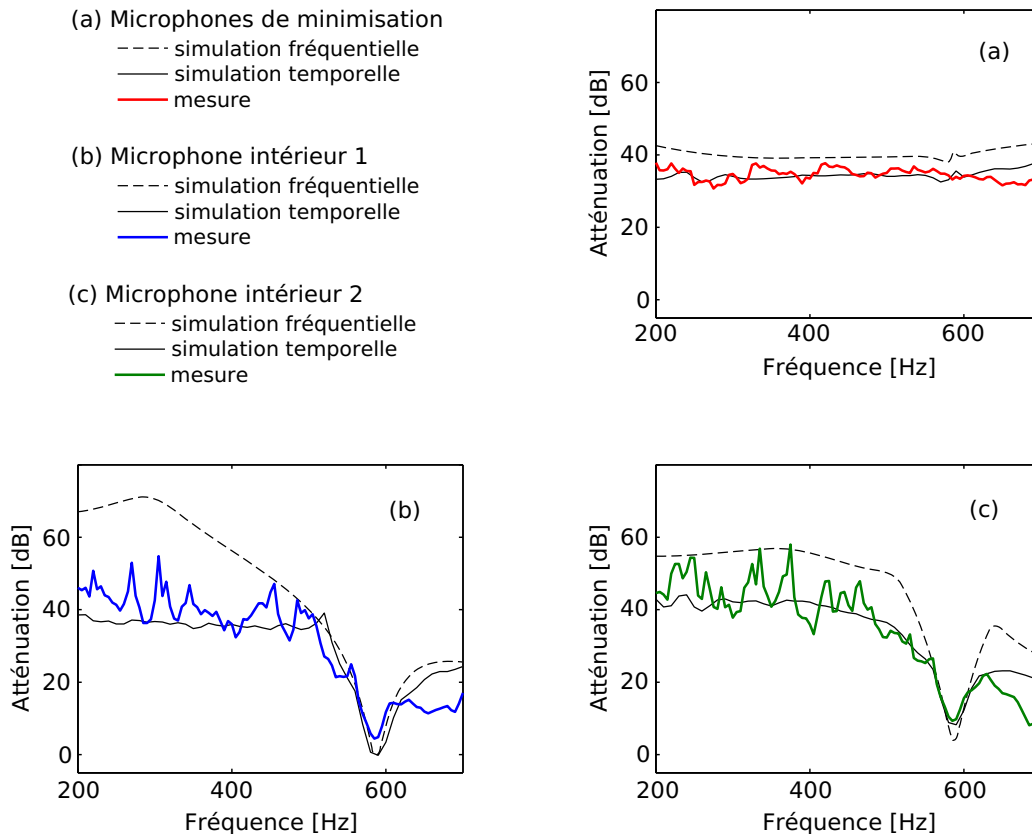 (a) Microphones de minimisation
simulation fréquentielle
simulation temporelle
mesure
(b) Microphone intérieur 1
simulation fréquentielle
simulation temporelle
mesure
(c) Microphone intérieur 2
simulation fréquentielle
simulation temporelle
mesure
(a)
Atténuation [dB]
60
40
20
0
200 400 600
Fréquence [Hz]
(b)
Atténuation [dB]
60
40
20
0
200 400 600
Fréquence [Hz]
(c)
Atténuation [dB]
60
40
20
0
200 400 600
Fréquence [Hz]